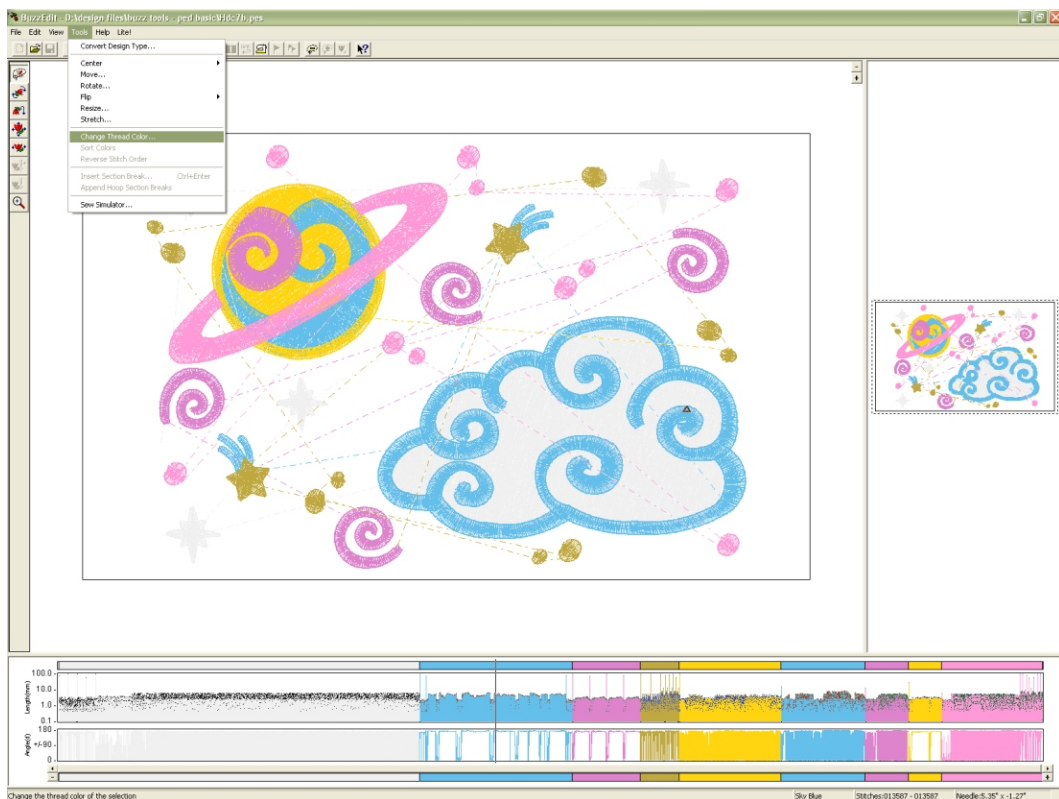 BuzzEdit - D:\design files\buzz tools - ped basic\Hdc7b.pes
File Edit View Tools Help Lite!
Convert Design Type...
Center
Move...
Rotate...
Flip
Resize...
Stretch...
Change Thread Color...
Sort Colors
Reverse Stitch Order
Insert Section Break... Ctrl+Enter
Append Hoop Section Breaks
Sew Simulator...
Length(mm)
100.0
10.0
1.0
0.1
Angle(d)
180
+/-90
0
Change the thread color of the selection
Sky Blue
Stitches:013587 - 013587
Needle:5.35" x -1.27"